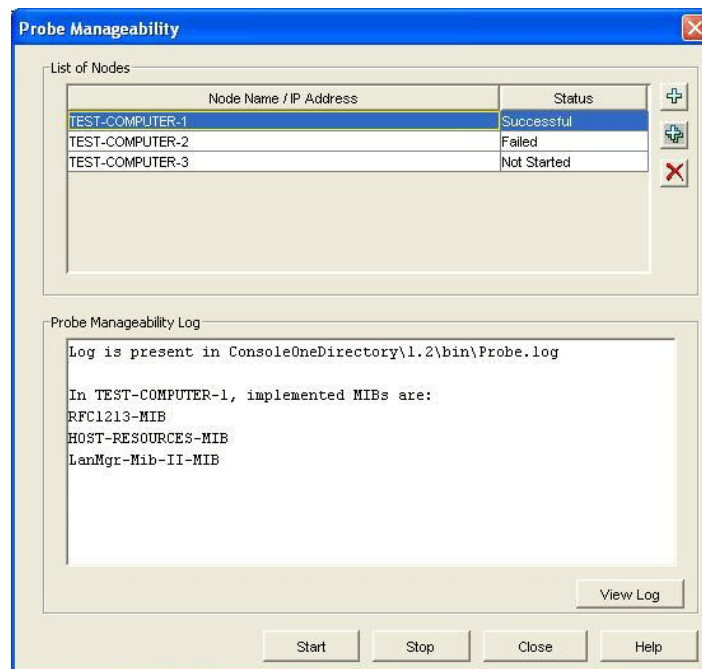 Probe Manageability
List of Nodes
Node Name / IP Address Status
TEST-COMPUTER-1 Successful
TEST-COMPUTER-2 Failed
TEST-COMPUTER-3 Not Started
Probe Manageability Log
Log is present in ConsoleOneDirectory\1.2\bin\Probe.log
In TEST-COMPUTER-1, implemented MIBs are:
RFC1213-MIB
HOST-RESOURCES-MIB
LanMgr-Mib-II-MIB
View Log
Start Stop Close Help